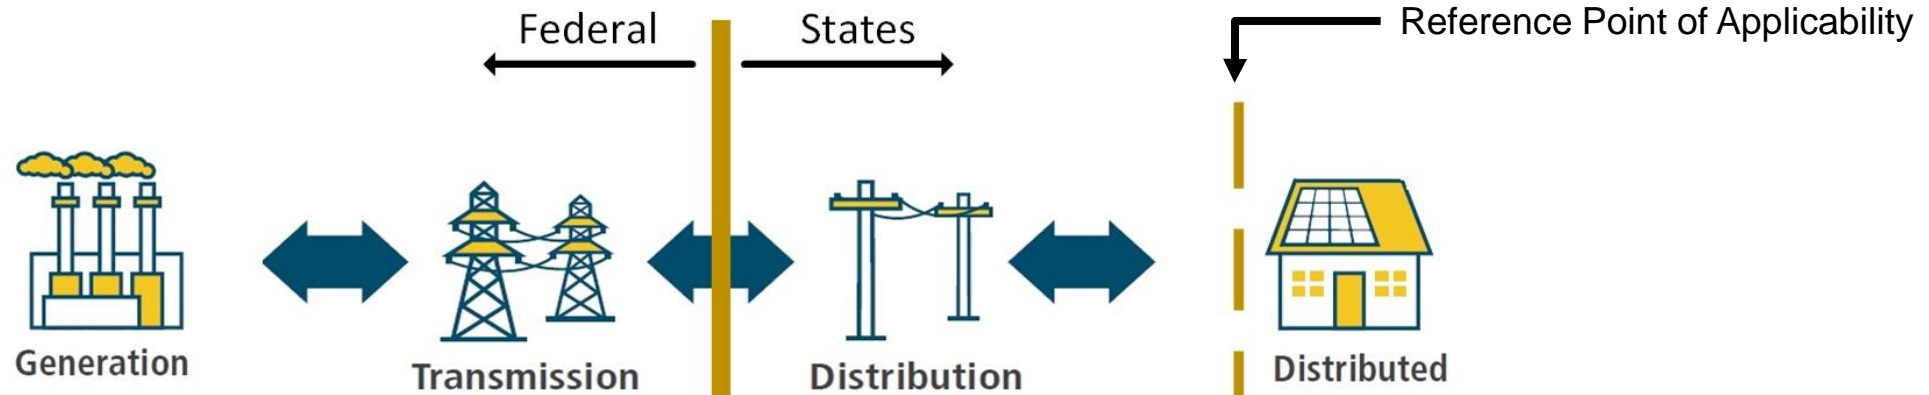 Federal
States
Reference Point of Applicability
Generation
Transmission
Distribution
Distributed